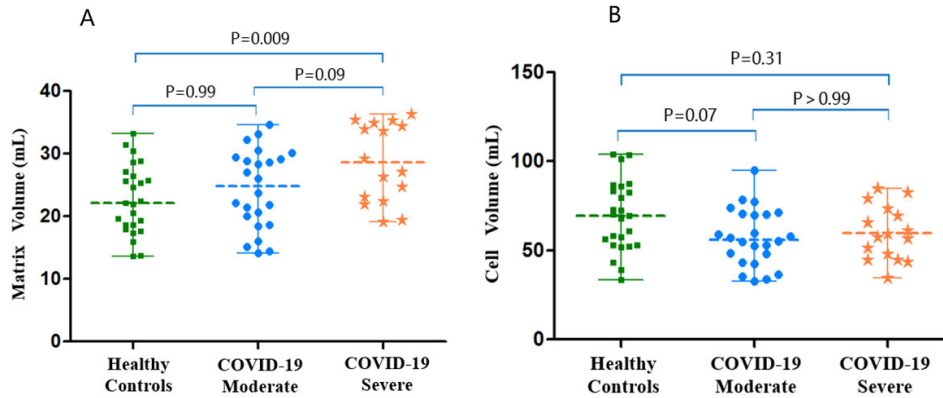 A
P=0.009
P=0.99
P=0.09
Matrix Volume (mL)
40
30
20
10
0
Healthy Controls
COVID-19 Moderate
COVID-19 Severe
B
P=0.31
P=0.07
P > 0.99
Cell Volume (mL)
150
100
50
0
Healthy Controls
COVID-19 Moderate
COVID-19 Severe